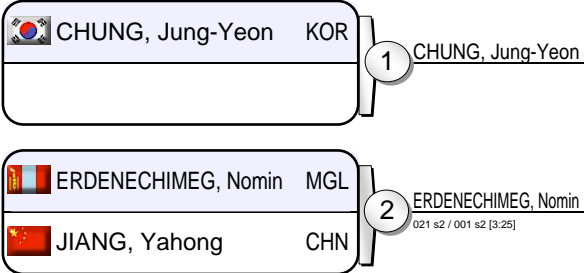 CHUNG, Jung-Yeon KOR
1 CHUNG, Jung-Yeon
ERDENECHIMEG, Nomin MGL
2 ERDENECHIMEG, Nomin
021 s2 / 001 s2 [3:25]
JIANG, Yahong CHN